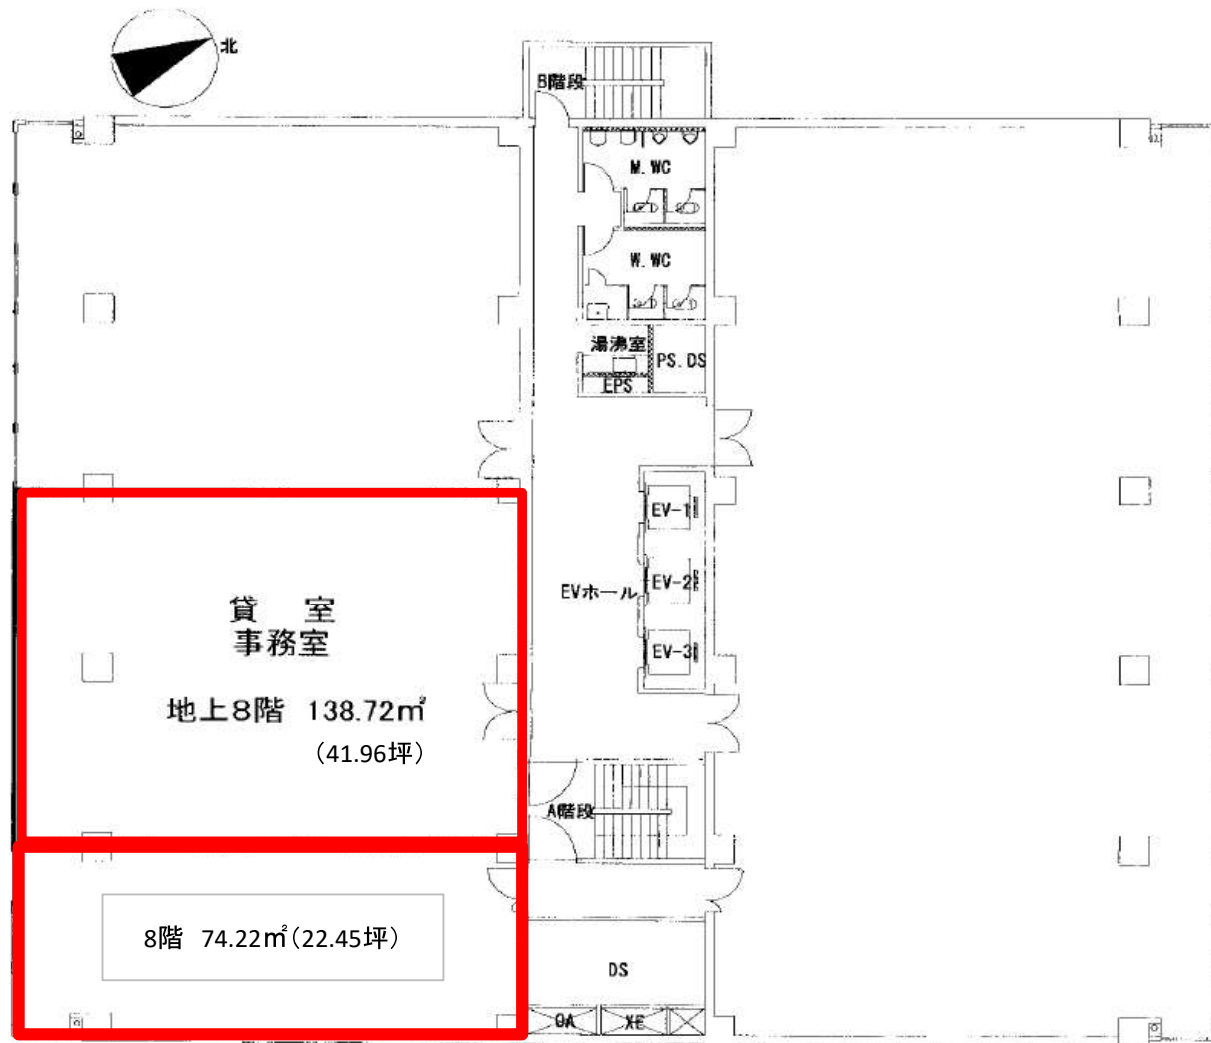 北
B階段
M.WC
W.WC
湯沸室
PS.DS
EPS
EV-1
EVホール
EV-2
EV-3
貸 室
事務室
地上8階 138.72㎡
（41.96坪）
A階段
8階 74.22㎡（22.45坪）
DS
OA